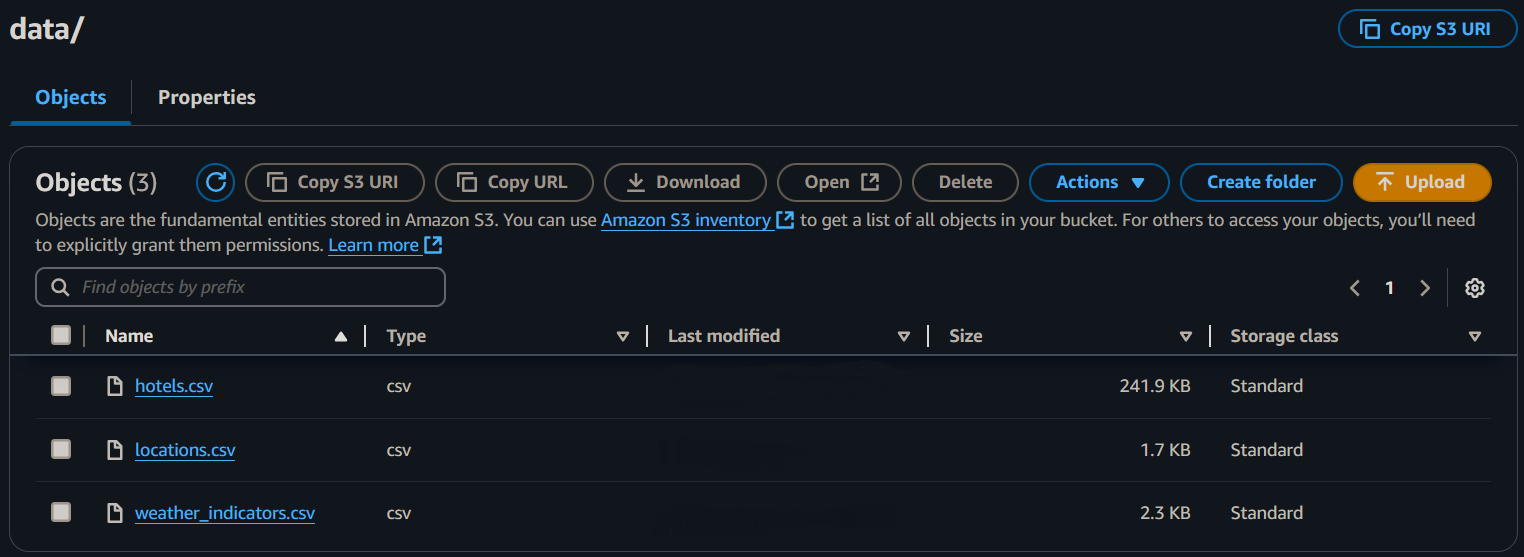 data/
Copy S3 URI
Objects
Properties
Objects (3)
Copy S3 URI
Copy URL
Download
Open
Delete
Actions
Create folder
Upload
Objects are the fundamental entities stored in Amazon S3. You can use Amazon S3 inventory to get a list of all objects in your bucket. For others to access your objects, you’ll need
to explicitly grant them permissions. Learn more
Find objects by prefix
1
Name Type Last modified Size Storage class
hotels.csv csv 241.9 KB Standard
locations.csv csv 1.7 KB Standard
weather_indicators.csv csv 2.3 KB Standard